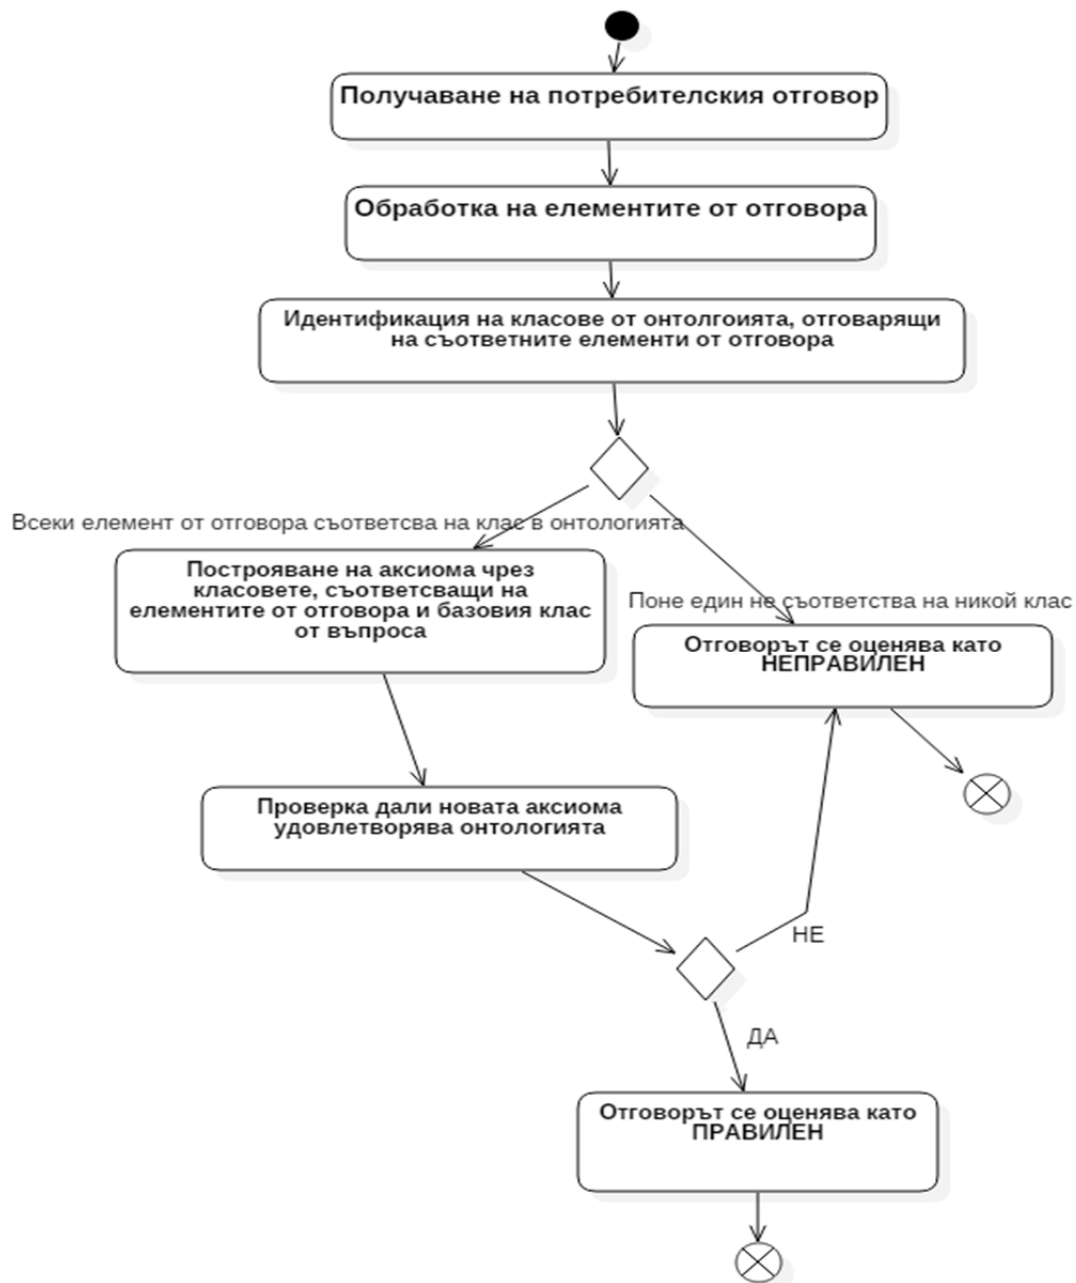 Получаване на потребителския отговор
Обработка на елементите от отговора
Идентификация на класове от онтолгоията, отговарящи
на съответните елементи от отговора
Всеки елемент от отговора съответсва на клас в онтологията
Построяване на аксиома чрез
класовете, съответсващи на
елементите от отговора и базовия клас
от въпроса
Поне един не съответства на никой клас
Отговорът се оценява като
НЕПРАВИЛЕН
Проверка дали новата аксиома
удовлетворява онтологията
НЕ
ДА
Отговорът се оценява като
ПРАВИЛЕН